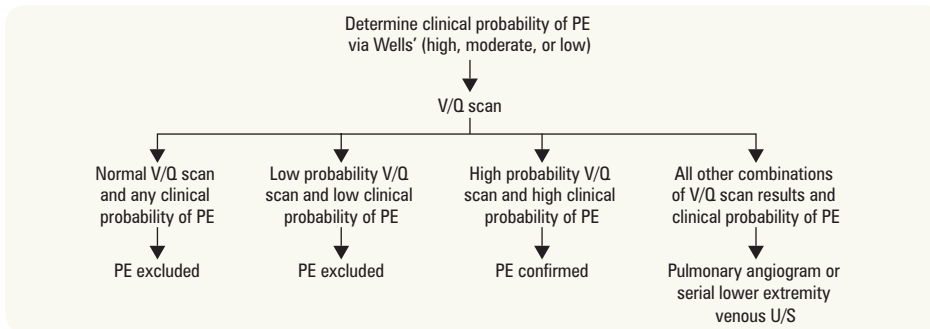 Determine clinical probability of PE
via Wells’ (high, moderate, or low)
V/Q scan
Normal V/Q scan
and any clinical
probability of PE
Low probability V/Q
scan and low clinical
probability of PE
High probability V/Q
scan and high clinical
probability of PE
All other combinations
of V/Q scan results and
clinical probability of PE
PE excluded
PE excluded
PE confirmed
Pulmonary angiogram or
serial lower extremity
venous U/S